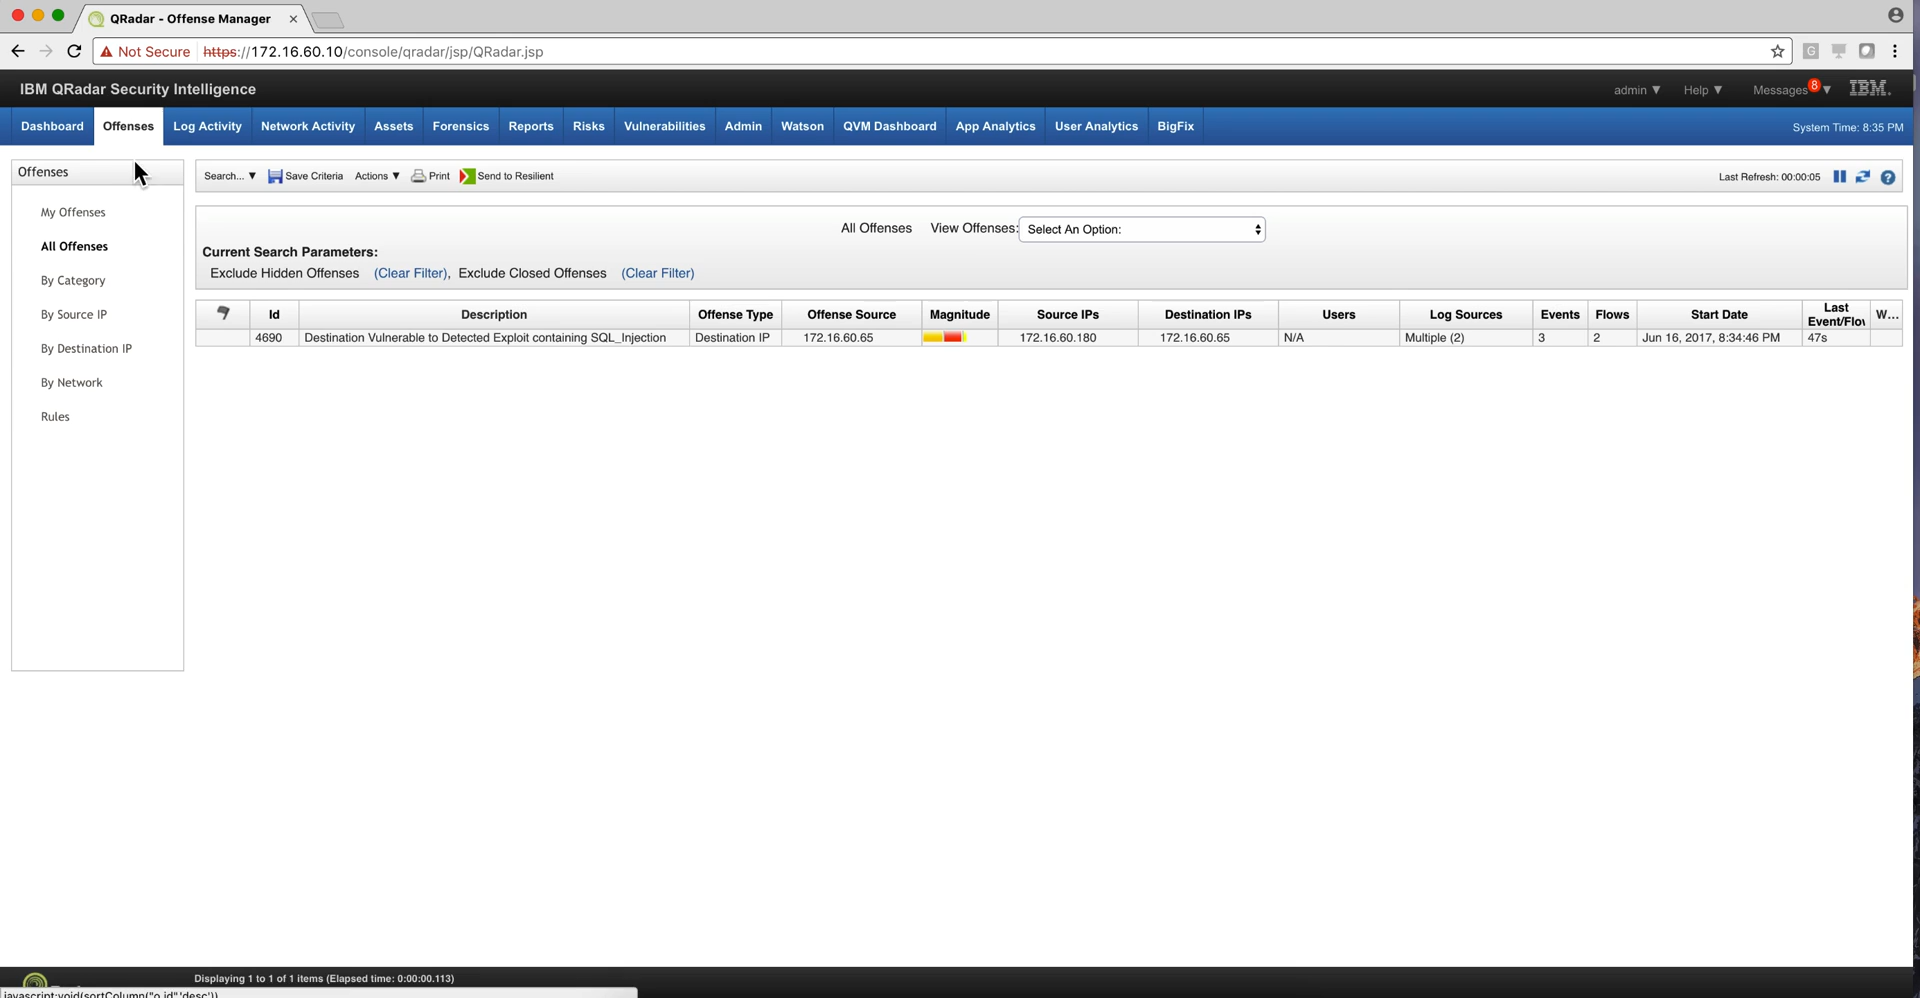 QRadar - Offense Manager ×
Not Secure https://172.16.60.10/console/qradar/jsp/QRadar.jsp
IBM QRadar Security Intelligence
admin ▼ Help ▼ Messages 8 ▼ IBM.
Dashboard Offenses Log Activity Network Activity Assets Forensics Reports Risks Vulnerabilities Admin Watson QVM Dashboard App Analytics User Analytics BigFix System Time: 8:35 PM
Offenses
My Offenses
All Offenses
By Category
By Source IP
By Destination IP
By Network
Rules
Search... ▼ Save Criteria Actions ▼ Print Send to Resilient Last Refresh: 00:00:05
All Offenses View Offenses: Select An Option:
Current Search Parameters:
Exclude Hidden Offenses (Clear Filter), Exclude Closed Offenses (Clear Filter)
Id Description Offense Type Offense Source Magnitude Source IPs Destination IPs Users Log Sources Events Flows Start Date Last Event/Flov W...
4690 Destination Vulnerable to Detected Exploit containing SQL_Injection Destination IP 172.16.60.65 172.16.60.180 172.16.60.65 N/A Multiple (2) 3 2 Jun 16, 2017, 8:34:46 PM 47s
Displaying 1 to 1 of 1 items (Elapsed time: 0:00:00.113)
javascript:void(sortColumn("o.id",'desc'))